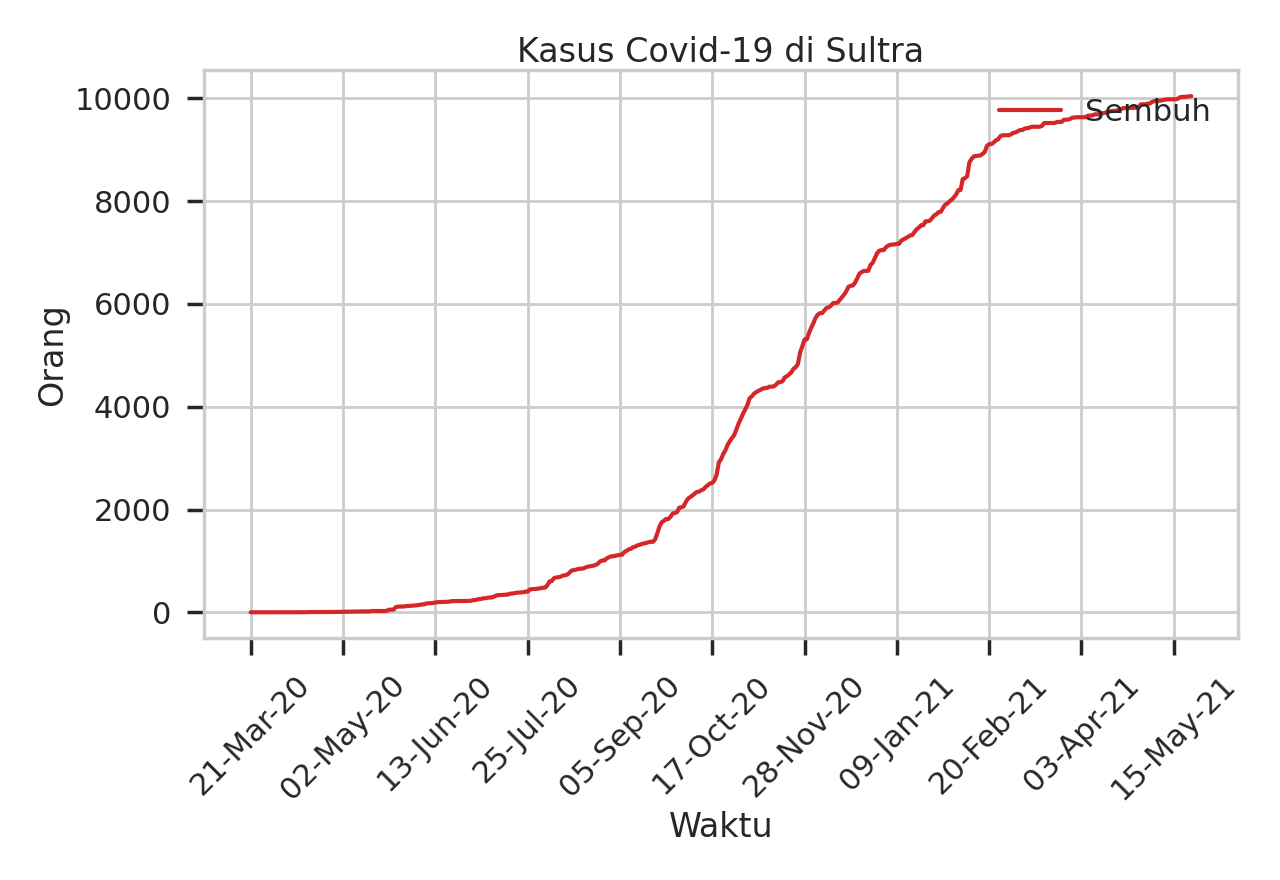 Kasus Covid-19 di Sultra
Sembuh
10000
8000
6000
4000
2000
0
Orang
21-Mar-20
02-May-20
13-Jun-20
25-Jul-20
05-Sep-20
17-Oct-20
28-Nov-20
09-Jan-21
20-Feb-21
03-Apr-21
15-May-21
Waktu